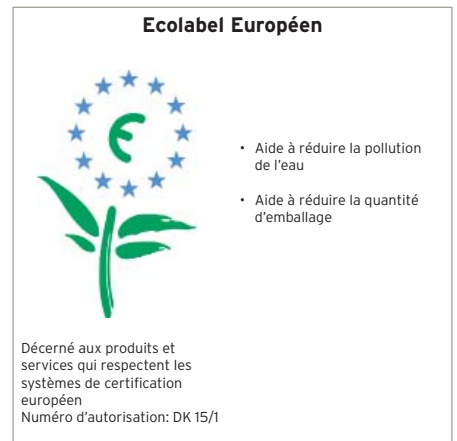 Ecolabel Européen
• Aide à réduire la pollution
de l'eau
• Aide à réduire la quantité
d'emballage
Décerné aux produits et
services qui respectent les
systèmes de certification
européen
Numéro d'autorisation: DK 15/1